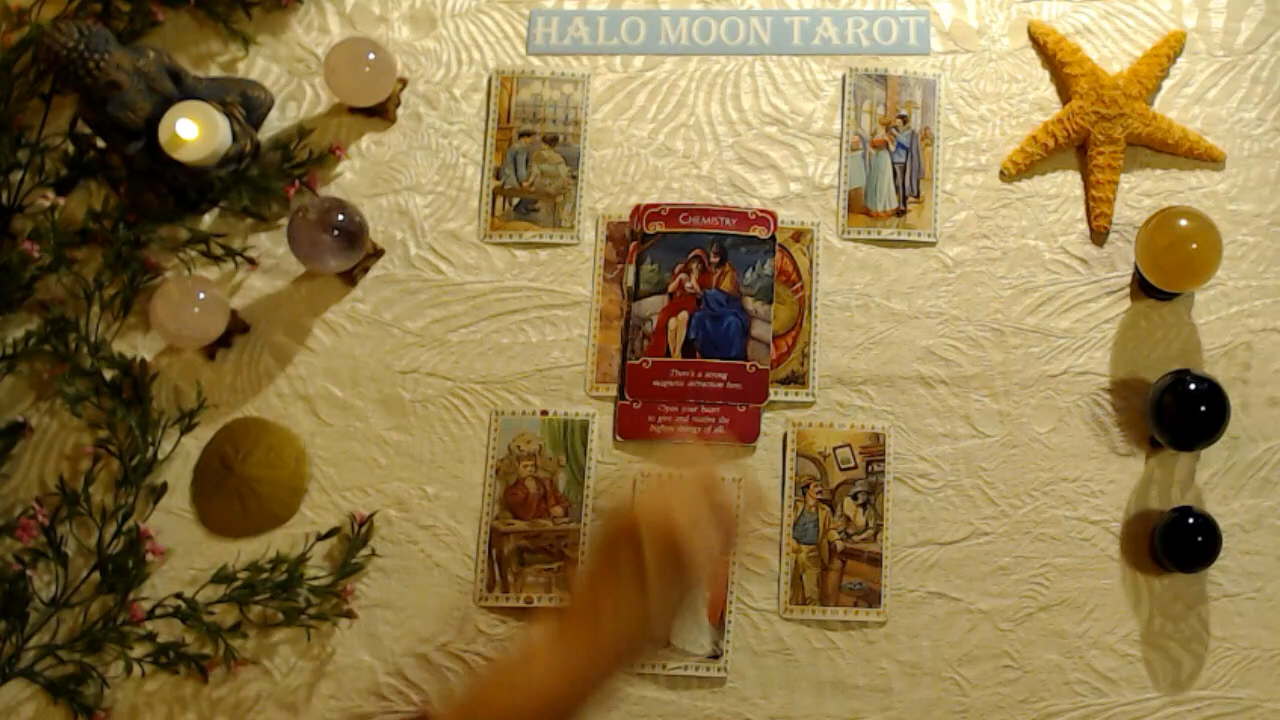 HALO MOON TAROT
CHEMISTRY
There's a strong
magnetic attraction here.
Open your heart
to give and receive the
highest energy of all.